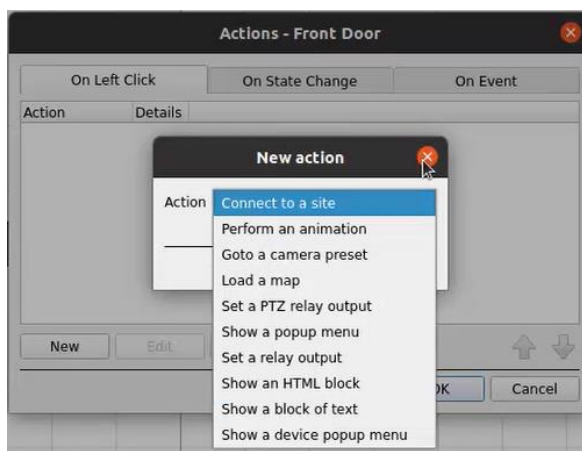 Actions - Front Door
On Left Click On State Change On Event
Action Details
New action
Action Connect to a site
Perform an animation
Goto a camera preset
Load a map
Set a PTZ relay output
Show a popup menu
Set a relay output
Show an HTML block
Show a block of text
Show a device popup menu
New Edit
OK Cancel